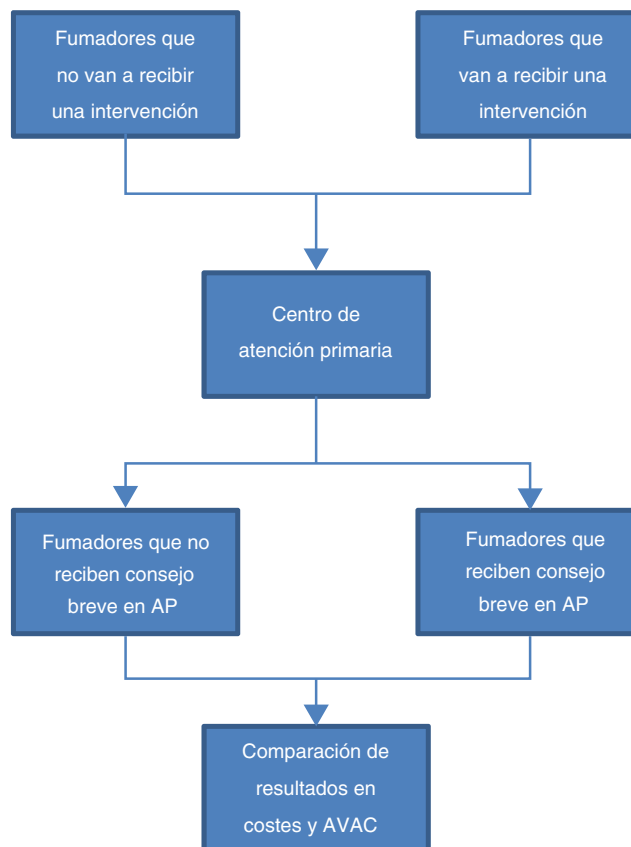 Fumadores que
no van a recibir
una intervención
Fumadores que
van a recibir una
intervención
Centro de
atención primaria
Fumadores que no
reciben consejo
breve en AP
Fumadores que
reciben consejo
breve en AP
Comparación de
resultados en
costes y AVAC